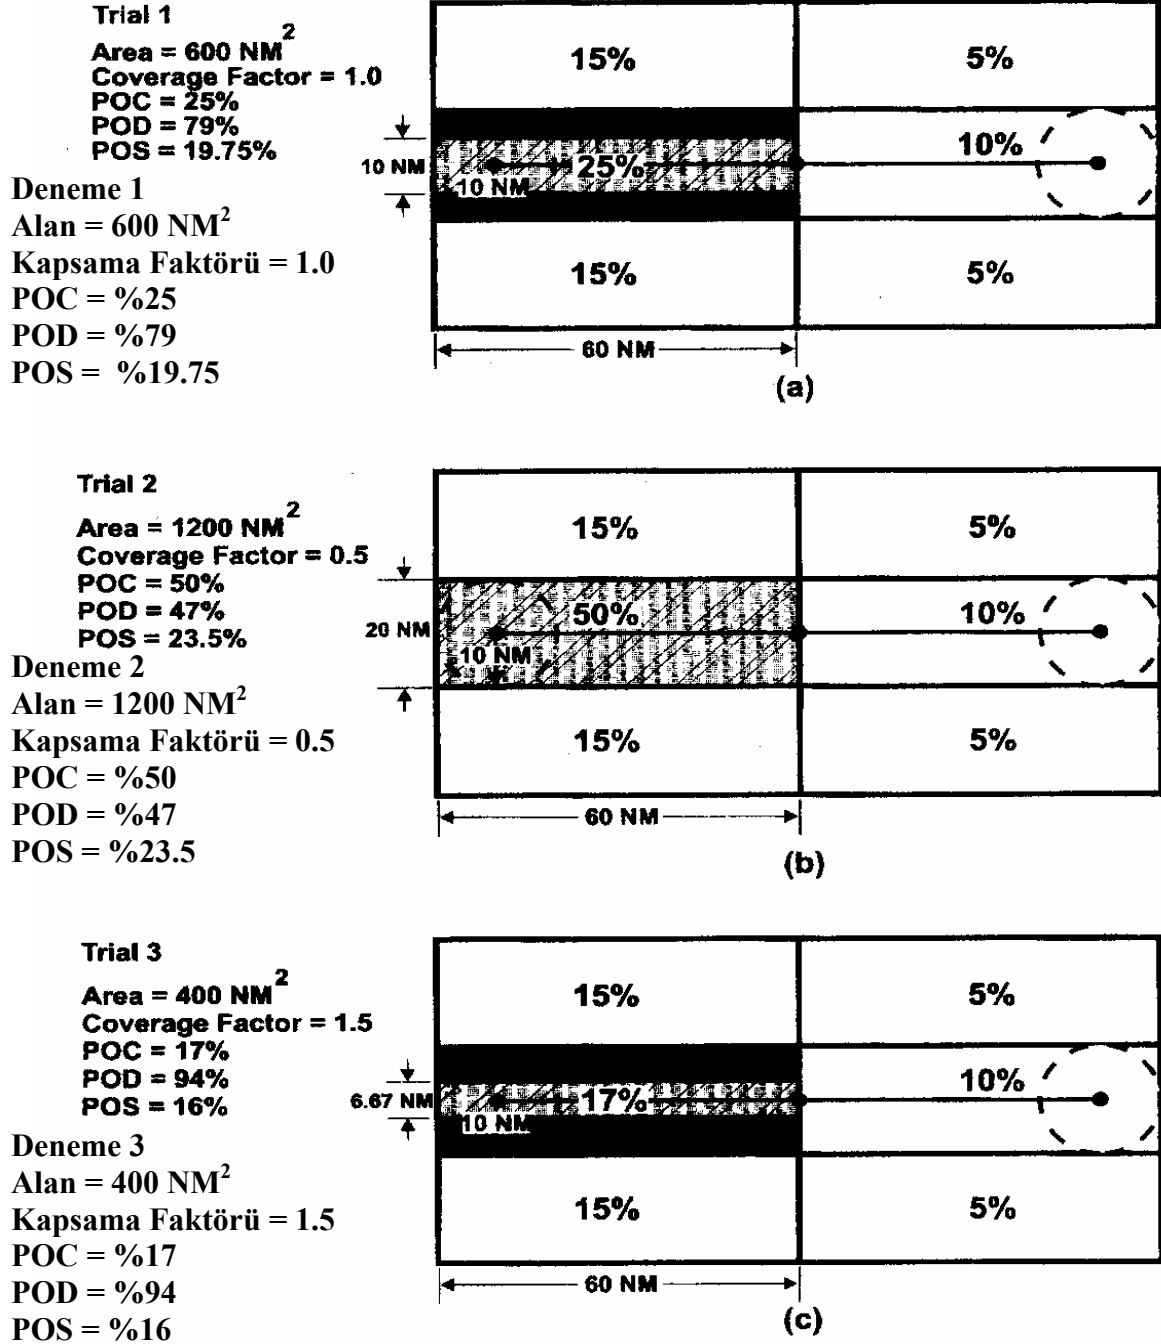 Trial 1
Area = 600 NM²
Coverage Factor = 1.0
POC = 25%
POD = 79%
POS = 19.75%
Deneme 1
Alan = 600 NM²
Kapsama Faktörü = 1.0
POC = %25
POD = %79
POS = %19.75
15%
5%
10 NM
25%
10 NM
10%
15%
5%
60 NM
(a)
Trial 2
Area = 1200 NM²
Coverage Factor = 0.5
POC = 50%
POD = 47%
POS = 23.5%
Deneme 2
Alan = 1200 NM²
Kapsama Faktörü = 0.5
POC = %50
POD = %47
POS = %23.5
15%
5%
20 NM
50%
10 NM
10%
15%
5%
60 NM
(b)
Trial 3
Area = 400 NM²
Coverage Factor = 1.5
POC = 17%
POD = 94%
POS = 16%
Deneme 3
Alan = 400 NM²
Kapsama Faktörü = 1.5
POC = %17
POD = %94
POS = %16
15%
5%
6.67 NM
17%
10 NM
10%
15%
5%
60 NM
(c)